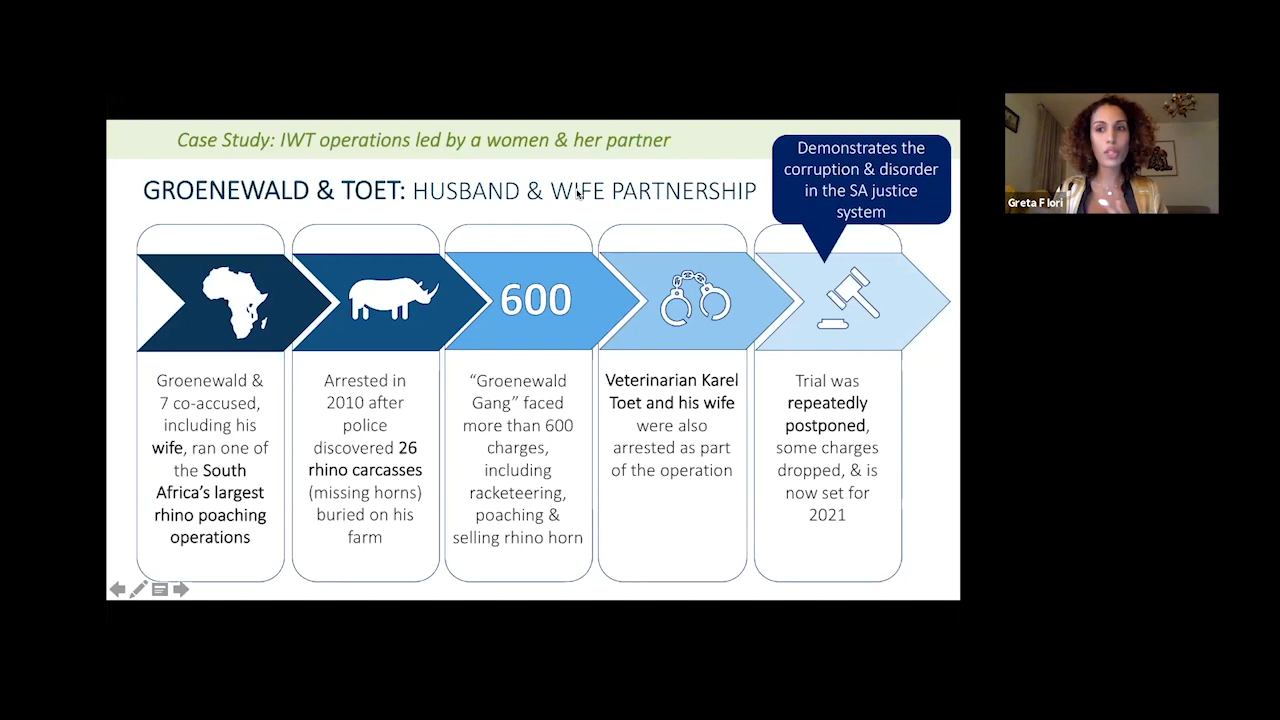 Case Study: IWT operations led by a women & her partner
GROENEWALD & TOET: HUSBAND & WIFE PARTNERSHIP
Demonstrates the
corruption & disorder
in the SA justice
system
600
Groenewald &
7 co-accused,
including his
wife, ran one of
the South
Africa's largest
rhino poaching
operations
Arrested in
2010 after
police
discovered 26
rhino carcasses
(missing horns)
buried on his
farm
“Groenewald
Gang” faced
more than 600
charges,
including
racketeering,
poaching &
selling rhino horn
Veterinarian Karel
Toet and his wife
were also
arrested as part
of the operation
Trial was
repeatedly
postponed,
some charges
dropped, & is
now set for
2021
Greta F Iori